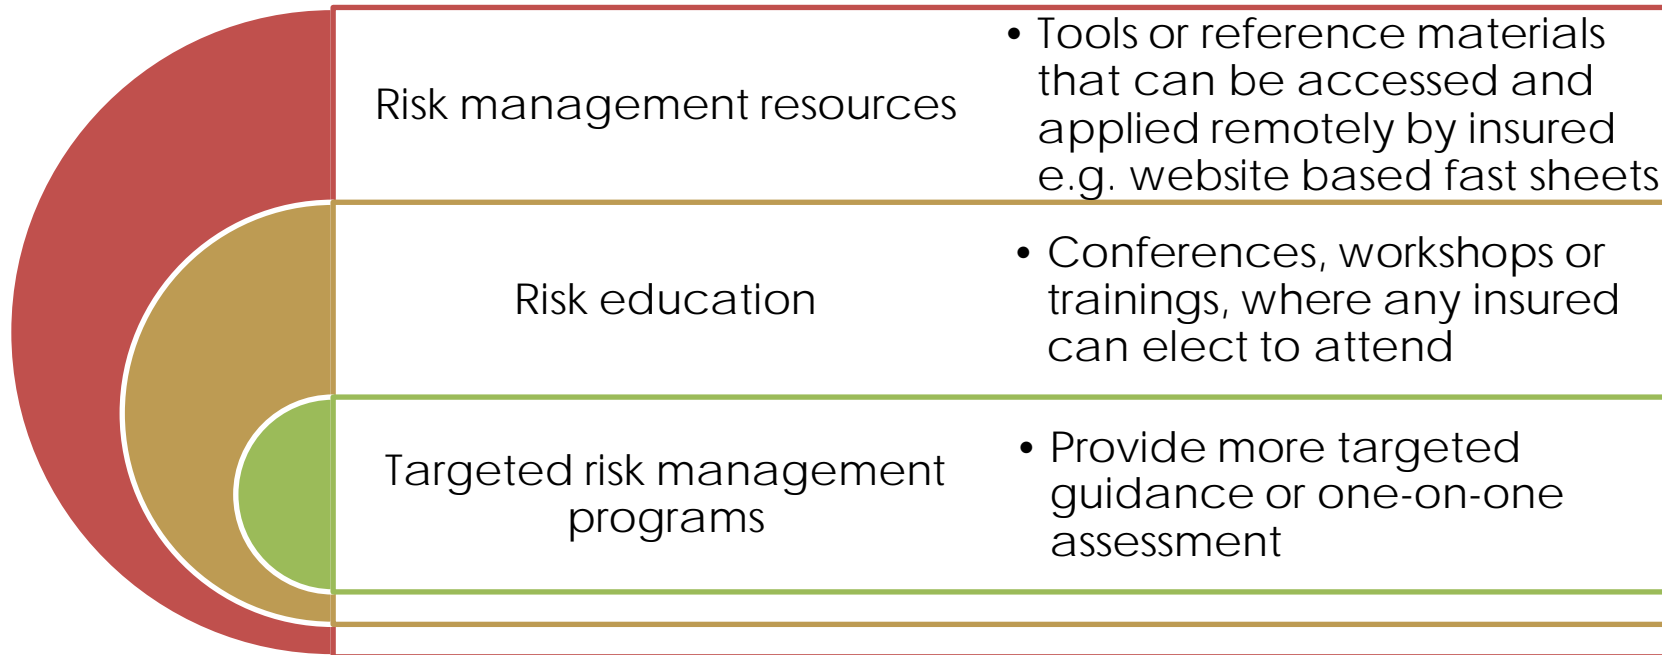 Risk management resources
• Tools or reference materials
that can be accessed and
applied remotely by insured
e.g. website based fast sheets
Risk education
• Conferences, workshops or
trainings, where any insured
can elect to attend
Targeted risk management
programs
• Provide more targeted
guidance or one-on-one
assessment